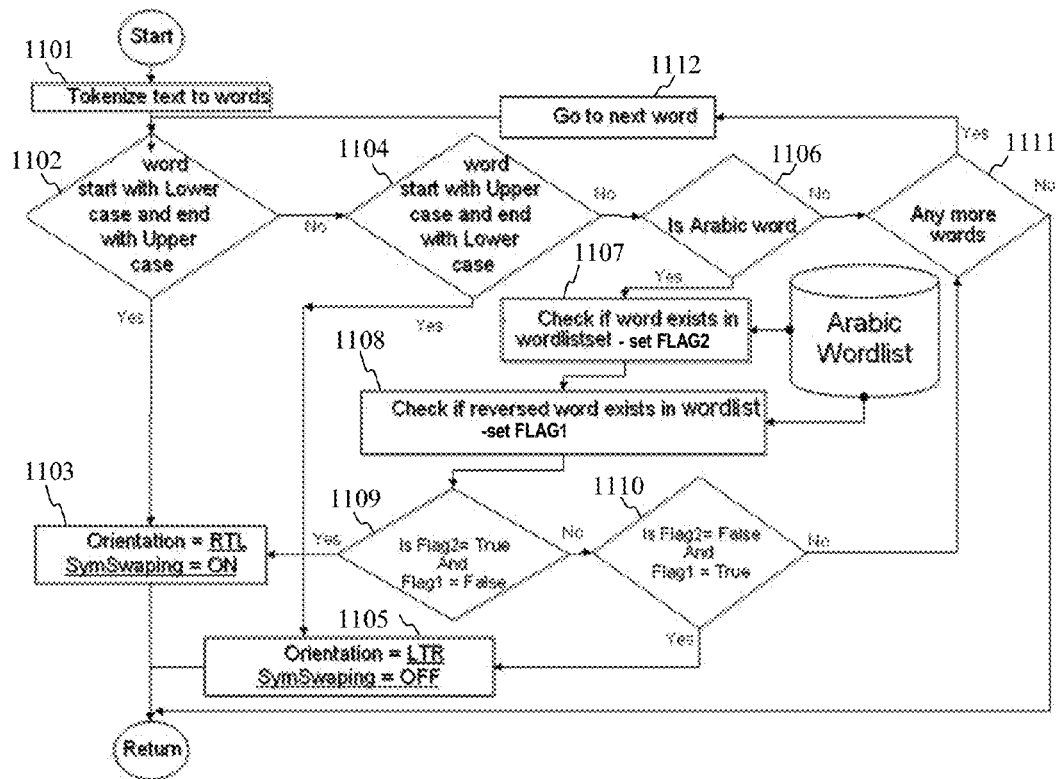 Start
1101
Tokenize text to words
1112
Go to next word
1102
word
start with Lower
case and end
with Upper
case
Yes
No
1104
word
start with Upper
case and end
with Lower
case
Yes
No
1106
Is Arabic word
Yes
No
1111
Any more
words
Yes
No
1107
Check if word exists in
wordlistset - set FLAG2
Arabic
Wordlist
1108
Check if reversed word exists in wordlist
-set FLAG1
1109
Is Flag2= True
And
Flag1 = False
Yes
No
1110
Is Flag2= False
And
Flag1 = True
No
Yes
1103
Orientation = RTL
SymSwaping = ON
1105
Orientation = LTR
SymSwaping = OFF
Return